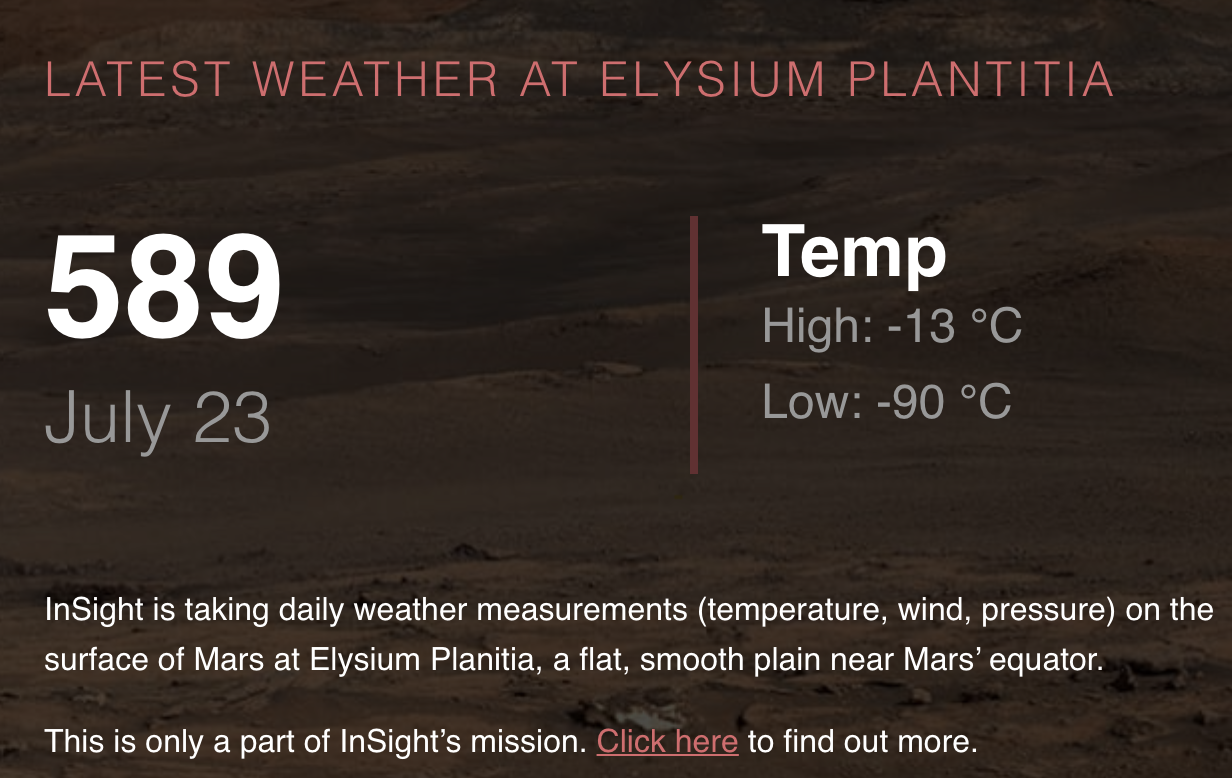 LATEST WEATHER AT ELYSIUM PLANTITIA
589
July 23
Temp
High: -13 °C
Low: -90 °C
InSight is taking daily weather measurements (temperature, wind, pressure) on the
surface of Mars at Elysium Planitia, a flat, smooth plain near Mars’ equator.
This is only a part of InSight’s mission. Click here to find out more.